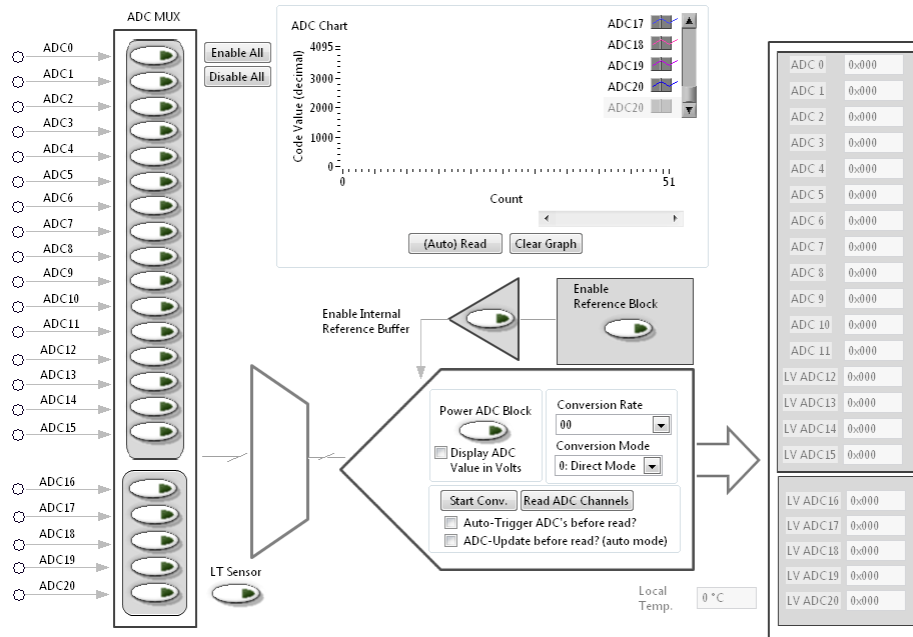 ADC MUX
ADC0
ADC1
ADC2
ADC3
ADC4
ADC5
ADC6
ADC7
ADC8
ADC9
ADC10
ADC11
ADC12
ADC13
ADC14
ADC15
ADC16
ADC17
ADC18
ADC19
ADC20
Enable All
Disable All
ADC Chart
Code Value (decimal)
4095
3000
2000
1000
0
0
51
Count
ADC17
ADC18
ADC19
ADC20
ADC20
(Auto) Read
Clear Graph
Enable Internal
Reference Buffer
Enable
Reference Block
Power ADC Block
Display ADC
Value in Volts
Conversion Rate
00
Conversion Mode
0: Direct Mode
Start Conv.
Read ADC Channels
Auto-Trigger ADC's before read?
ADC-Update before read? (auto mode)
LT Sensor
Local
Temp.
0 °C
ADC 0 0x000
ADC 1 0x000
ADC 2 0x000
ADC 3 0x000
ADC 4 0x000
ADC 5 0x000
ADC 6 0x000
ADC 7 0x000
ADC 8 0x000
ADC 9 0x000
ADC 10 0x000
ADC 11 0x000
LV ADC12 0x000
LV ADC13 0x000
LV ADC14 0x000
LV ADC15 0x000
LV ADC16 0x000
LV ADC17 0x000
LV ADC18 0x000
LV ADC19 0x000
LV ADC20 0x000